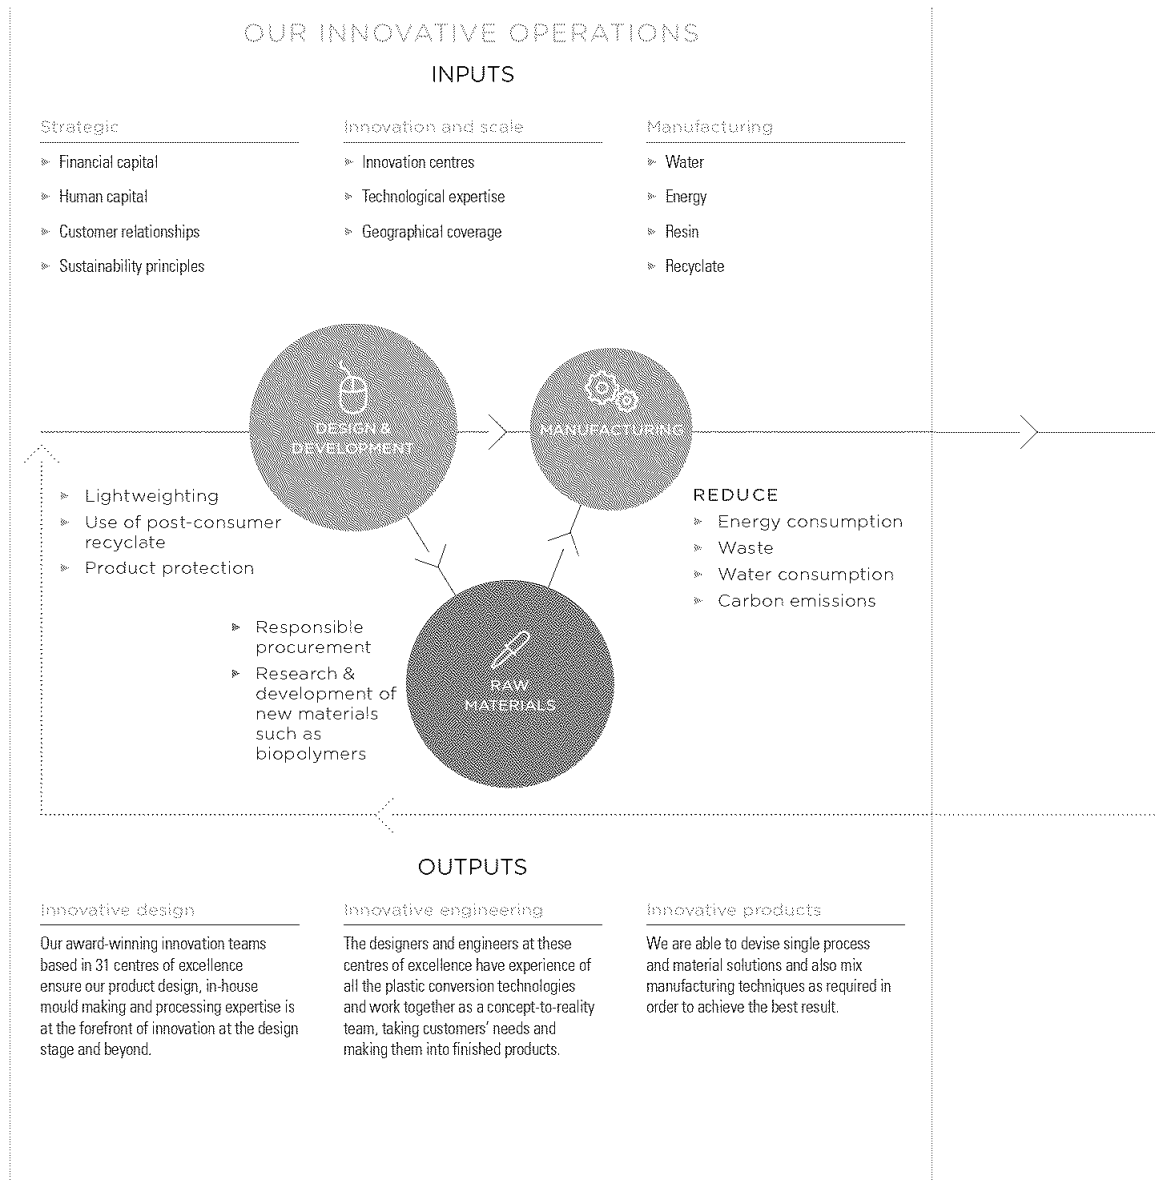 OUR INNOVATIVE OPERATIONS
INPUTS
Strategic
Financial capital
Human capital
Customer relationships
Sustainability principles
Innovation and scale
Innovation centres
Technological expertise
Geographical coverage
Manufacturing
Water
Energy
Resin
Recyclate
DESIGN &
DEVELOPMENT
MANUFACTURING
Lightweighting
Use of post-consumer
recyclate
Product protection
REDUCE
Energy consumption
Waste
Water consumption
Carbon emissions
Responsible
procurement
Research &
development of
new materials
such as
biopolymers
RAW
MATERIALS
OUTPUTS
Innovative design
Our award-winning innovation teams
based in 31 centres of excellence
ensure our product design, in-house
mould making and processing expertise is
at the forefront of innovation at the design
stage and beyond.
Innovative engineering
The designers and engineers at these
centres of excellence have experience of
all the plastic conversion technologies
and work together as a concept-to-reality
team, taking customers' needs and
making them into finished products.
Innovative products
We are able to devise single process
and material solutions and also mix
manufacturing techniques as required in
order to achieve the best result.